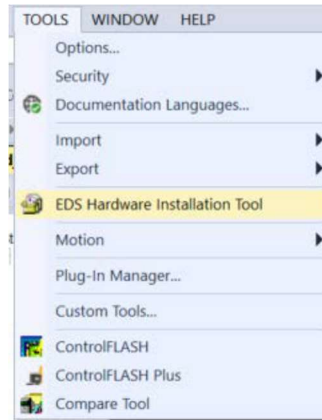 TOOLS WINDOW HELP
Options...
Security
Documentation Languages...
Import
Export
EDS Hardware Installation Tool
Motion
Plug-In Manager...
Custom Tools...
ControlFLASH
ControlFLASH Plus
Compare Tool